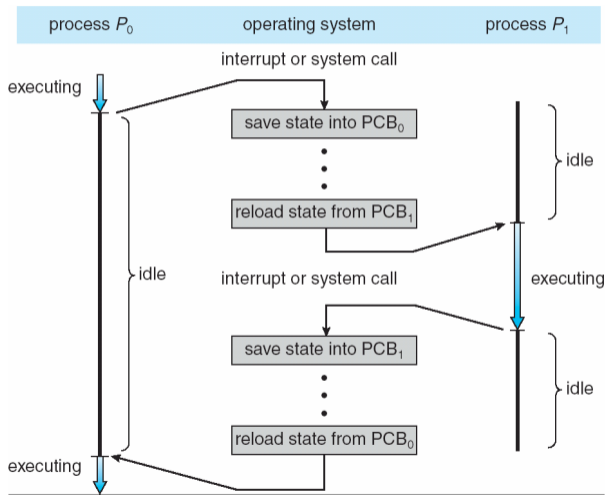 process P₀ operating system process P₁
interrupt or system call
executing
save state into PCB₀
idle
reload state from PCB₁
idle
interrupt or system call
executing
save state into PCB₁
idle
reload state from PCB₀
executing